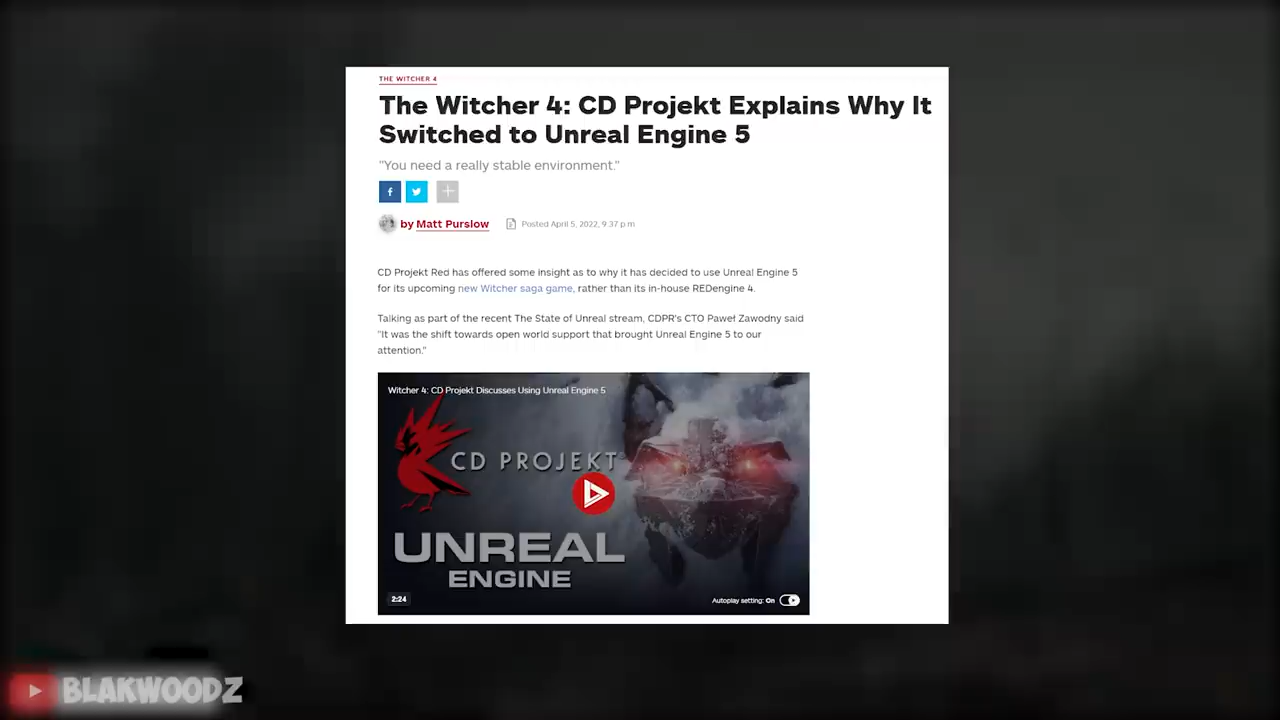 THE WITCHER 4
The Witcher 4: CD Projekt Explains Why It
Switched to Unreal Engine 5
"You need a really stable environment."
by Matt Purslow Posted April 5, 2022, 9.37 p.m
CD Projekt Red has offered some insight as to why it has decided to use Unreal Engine 5
for its upcoming new Witcher saga game, rather than its in-house REDengine 4.
Talking as part of the recent The State of Unreal stream, CDPR's CTO Paweł Zawodny said
"It was the shift towards open world support that brought Unreal Engine 5 to our
attention."
Witcher 4: CD Projekt Discusses Using Unreal Engine 5
CD PROJEKT
UNREAL
ENGINE
2:24
Autoplay setting: On
BLAKWOODZ